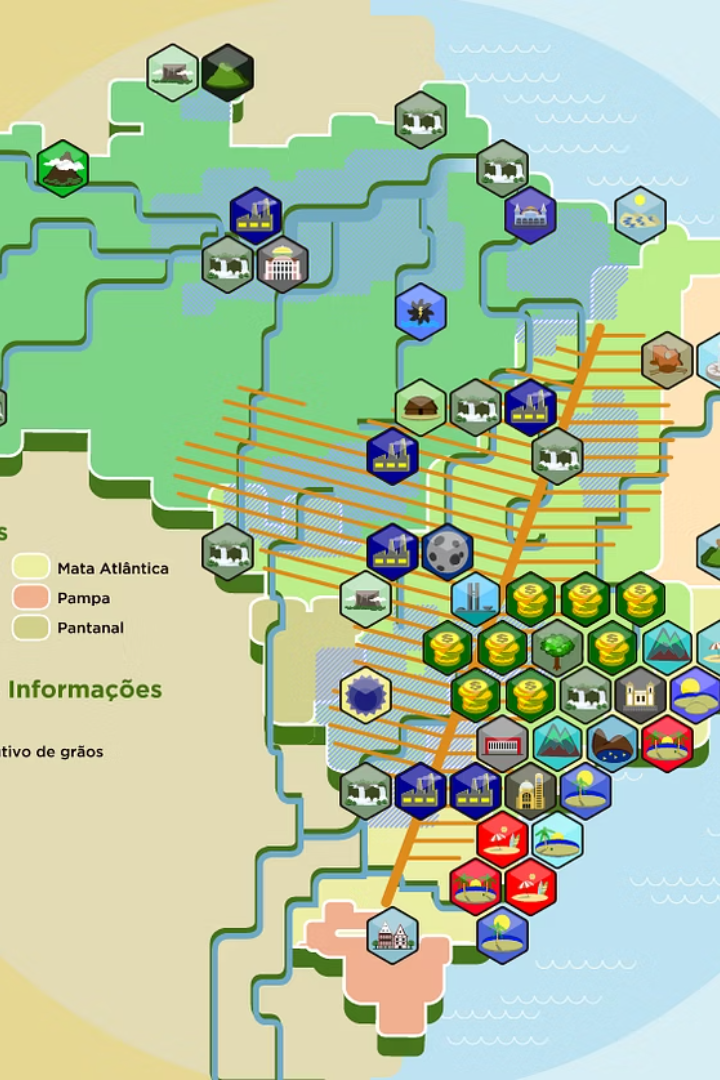 s
Mata Atlântica
Pampa
Pantanal
Informações
tivo de grãos